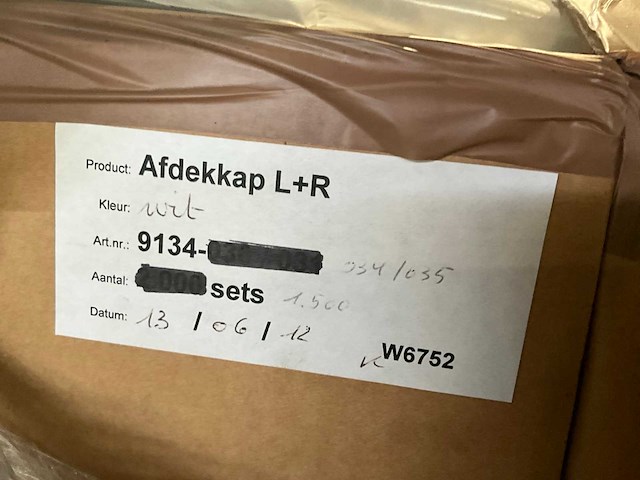 Product: Afdekkap L+R
Kleur: wit
Art.nr.: 9134- 034/035
Aantal: sets 1.500
Datum: 13 / 06 / 12
W6752